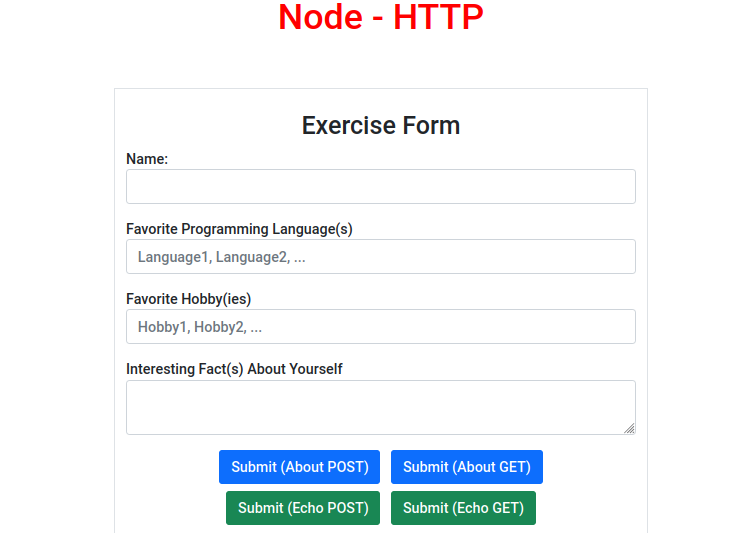 Node - HTTP
Exercise Form
Name:
Favorite Programming Language(s)
Language1, Language2, ...
Favorite Hobby(ies)
Hobby1, Hobby2, ...
Interesting Fact(s) About Yourself
Submit (About POST) Submit (About GET)
Submit (Echo POST) Submit (Echo GET)